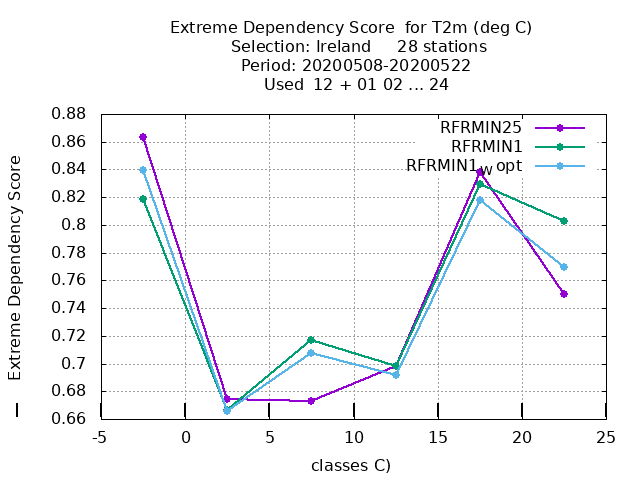 Extreme Dependency Score  for T2m (deg C)
Selection: Ireland     28 stations
Period: 20200508-20200522
Used  12 + 01 02 ... 24
RFRMIN25
RFRMIN1
RFRMIN1w opt
Extreme Dependency Score
0.88
0.86
0.84
0.82
0.8
0.78
0.76
0.74
0.72
0.7
0.68
0.66
-5 0 5 10 15 20 25
classes C)